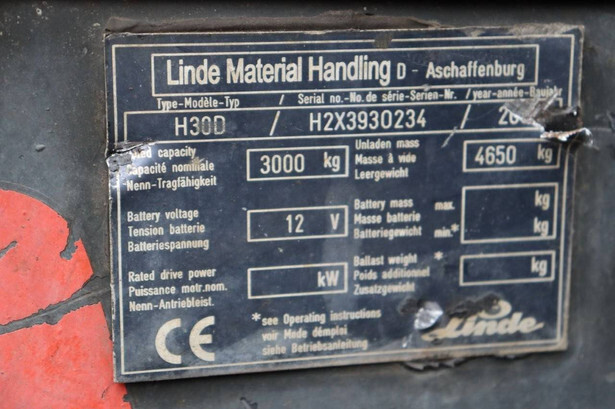 Linde Material Handling D - Aschaffenburg
Type-Modèle-Typ / Serial no.-No.de série-Serien-Nr. / year-année-Baujahr
H30D / H2X3930234 /
capacity 3000 kg Unladen mass 4650 kg
Capacité nominale Masse à vide
Nenn-Tragfähigkeit Leergewicht
Battery voltage 12 V Battery mass max. kg
Tension batterie Masse batterie
Batteriespannung Batteriegewicht min.* kg
Rated drive power kW Ballast weight * kg
Puissance motr.nom. Poids additionnel
Nenn-Antriebleist. Zusatzgewicht
CE *see Operating instructions Linde
voir Mode démploi
siehe Betriebsanleitung